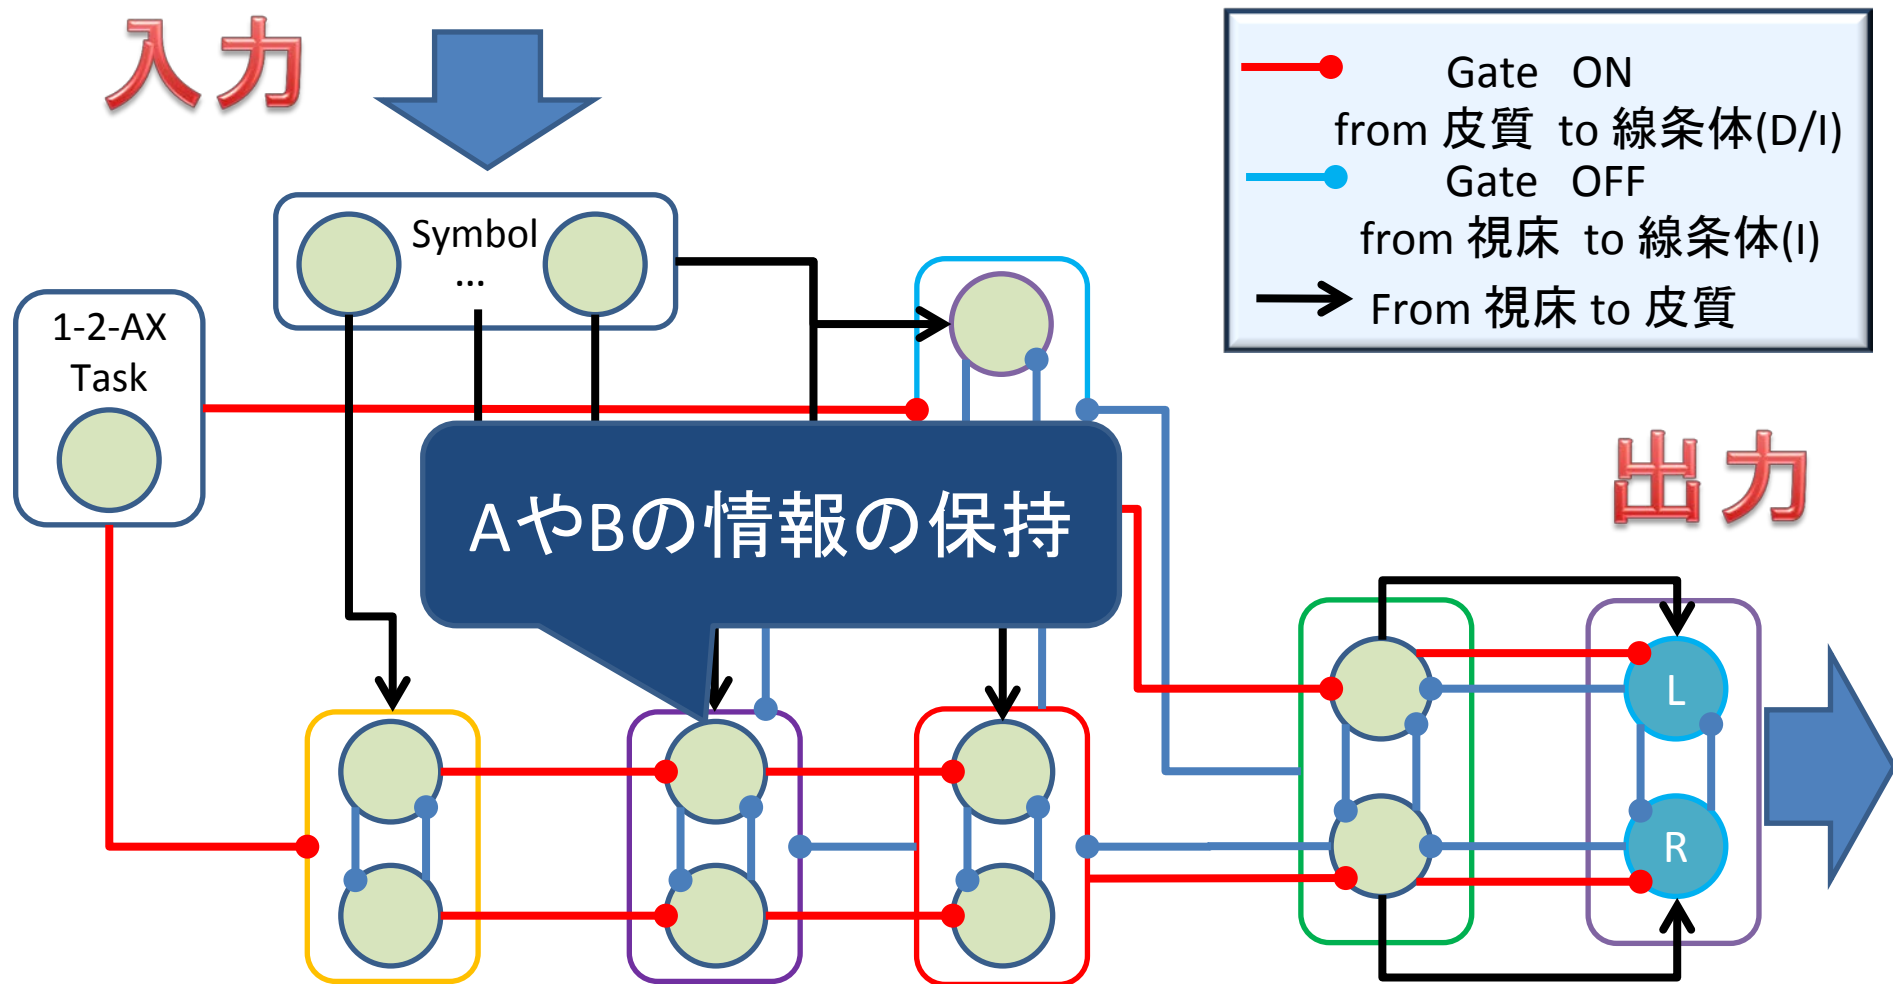 入力
Gate ON
from 皮質 to 線条体(D/I)
Gate OFF
from 視床 to 線条体(I)
From 視床 to 皮質
Symbol
...
1-2-AX
Task
AやBの情報の保持
出力
L
R